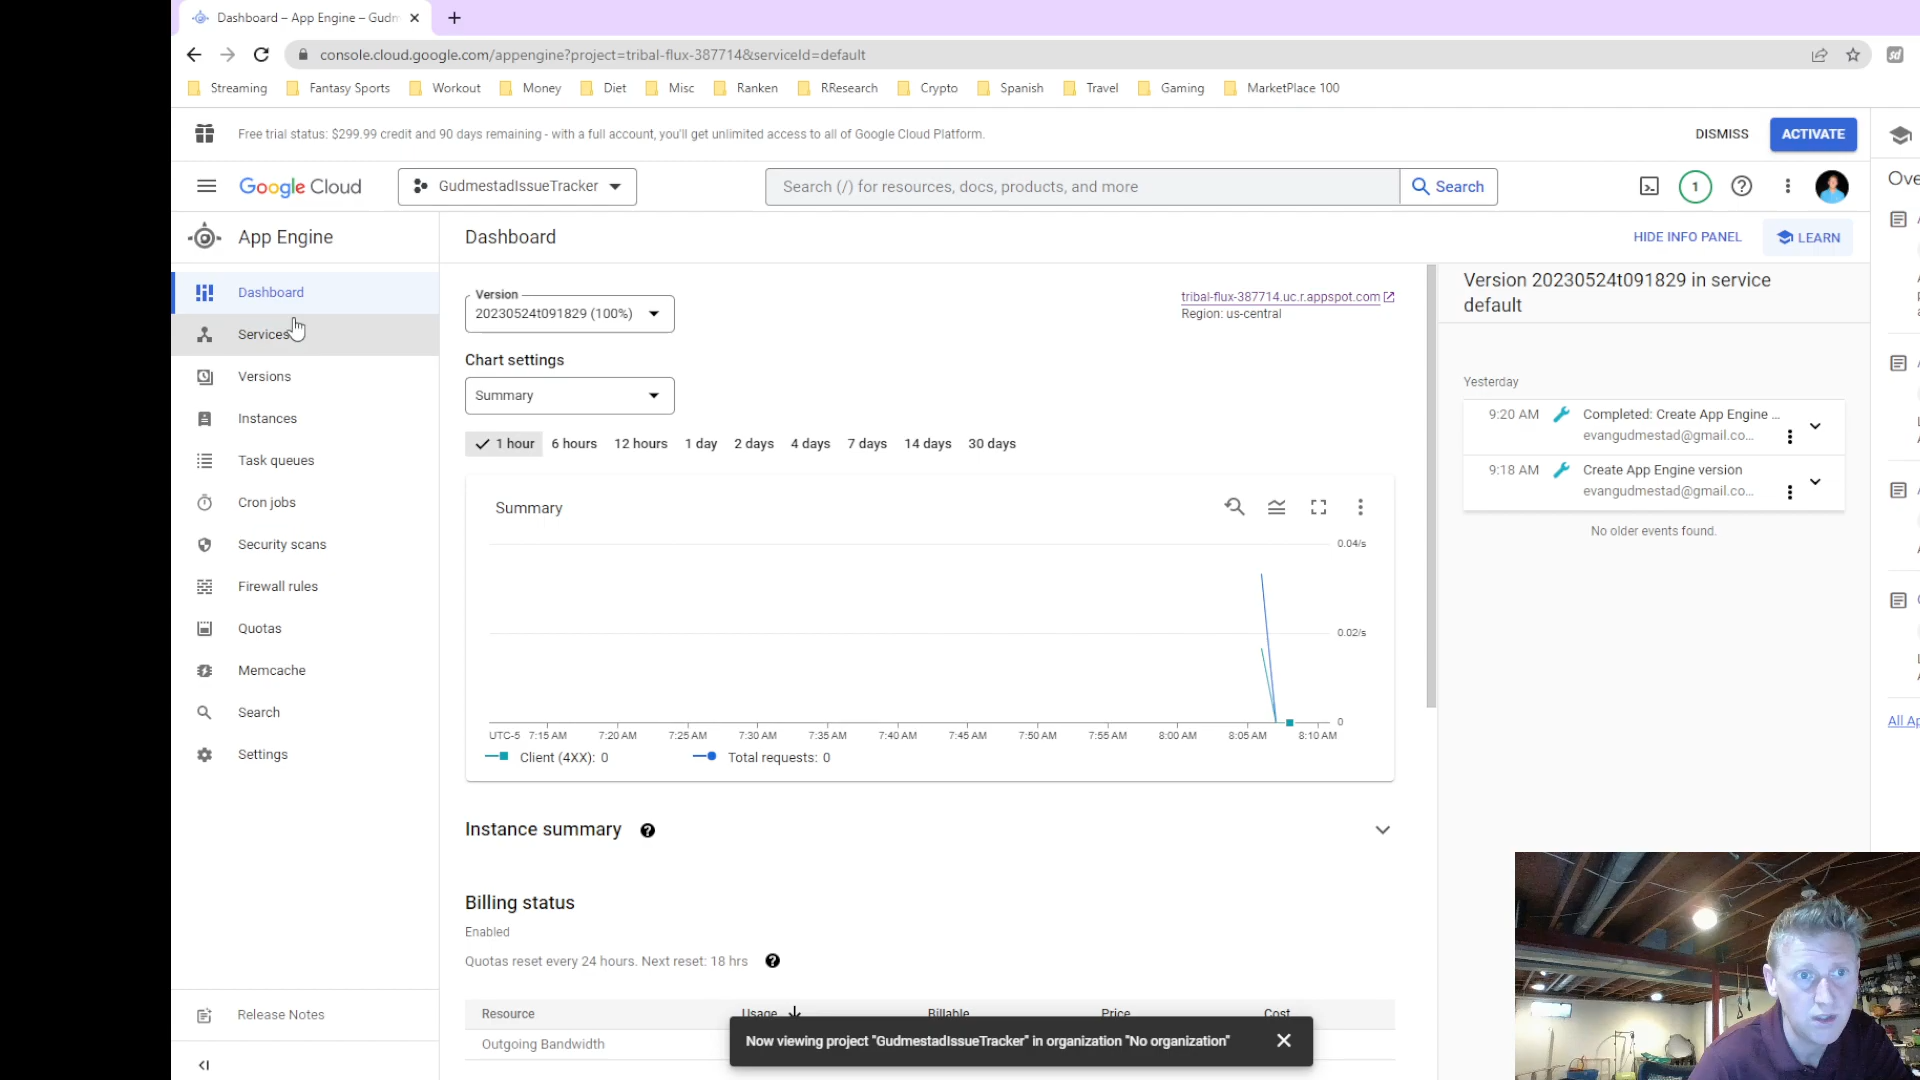 Dashboard – App Engine – Gudm
console.cloud.google.com/appengine?project=tribal-flux-387714&serviceId=default
sd
Streaming
Fantasy Sports
Workout
Money
Diet
Misc
Ranken
RResearch
Crypto
Spanish
Travel
Gaming
MarketPlace 100
Free trial status: $299.99 credit and 90 days remaining - with a full account, you'll get unlimited access to all of Google Cloud Platform.
DISMISS
ACTIVATE
Google Cloud
GudmestadIssueTracker
Search (/) for resources, docs, products, and more
Search
1
Ove
App Engine
Dashboard
HIDE INFO PANEL
LEARN
Dashboard
Services
Versions
Instances
Task queues
Cron jobs
Security scans
Firewall rules
Quotas
Memcache
Search
Settings
Release Notes
Version
20230524t091829 (100%)
tribal-flux-387714.uc.r.appspot.com
Region: us-central
Chart settings
Summary
1 hour
6 hours
12 hours
1 day
2 days
4 days
7 days
14 days
30 days
Summary
0.04/s
0.02/s
0
UTC-5
7:15 AM
7:20 AM
7:25 AM
7:30 AM
7:35 AM
7:40 AM
7:45 AM
7:50 AM
7:55 AM
8:00 AM
8:05 AM
8:10 AM
Client (4XX): 0
Total requests: 0
Instance summary
Billing status
Enabled
Quotas reset every 24 hours. Next reset: 18 hrs
Resource
Usage
Billable
Price
Cost
Outgoing Bandwidth
Now viewing project "GudmestadIssueTracker" in organization "No organization"
Version 20230524t091829 in service
default
Yesterday
9:20 AM
Completed: Create App Engine ...
evangudmestad@gmail.co...
9:18 AM
Create App Engine version
evangudmestad@gmail.co...
No older events found.
All Ap